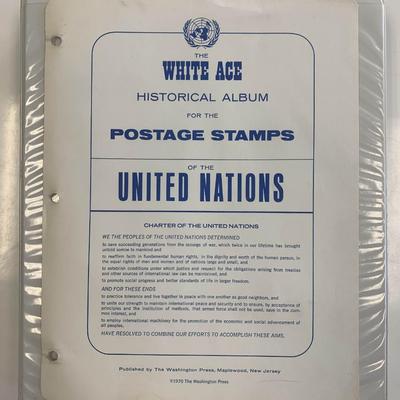 THE
WHITE ACE
HISTORICAL ALBUM
FOR THE
POSTAGE STAMPS
OF THE
UNITED NATIONS
CHARTER OF THE UNITED NATIONS
WE THE PEOPLES OF THE UNITED NATIONS DETERMINED
to save succeeding generations from the scourge of war, which twice in our lifetime has brought
untold sorrow to mankind and
to reaffirm faith in fundamental human rights, in the dignity and worth of the human person, in
the equal rights of men and women and of nations large and small, and
to establish conditions under which justice and respect for the obligations arising from treaties
and other sources of international law can be maintained, and
to promote social progress and better standards of life in larger freedom,
AND FOR THESE ENDS
to practice tolerance and live together in peace with one another as good neighbors, and
to unite our strength to maintain international peace and security and to ensure, by acceptance of
principles and the institution of methods, that armed force shall not be used, save in the com-
mon interest, and
to employ international machinery for the promotion of the economic and social advancement of
all peoples,
HAVE RESOLVED TO COMBINE OUR EFFORTS TO ACCOMPLISH THESE AIMS.
Published by The Washington Press, Maplewood, New Jersey
©1970 The Washington Press